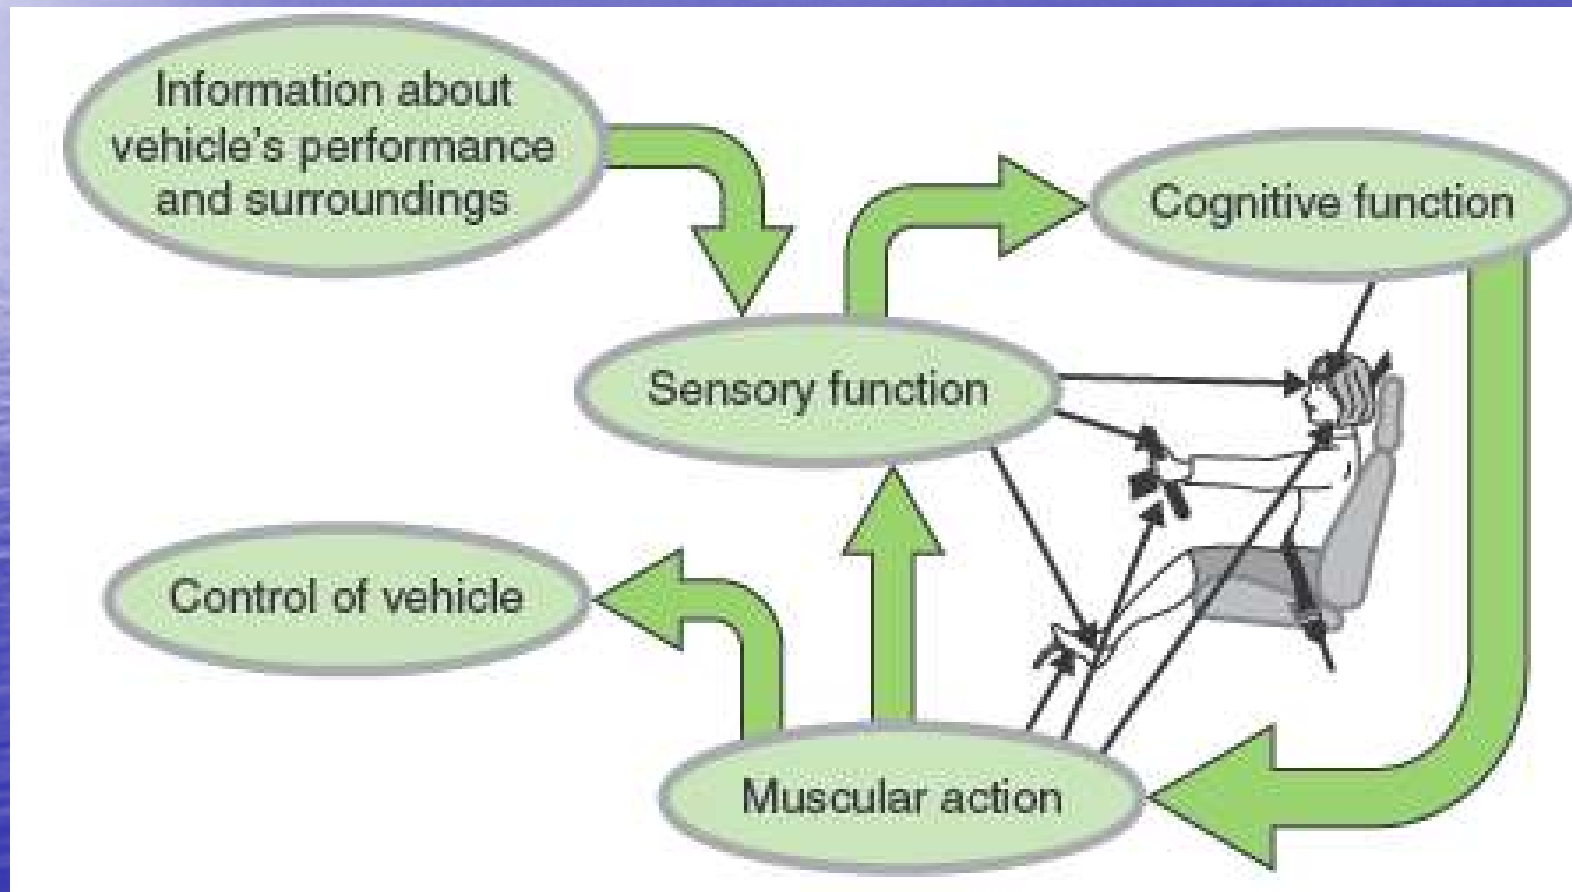 Information about
vehicle's performance
and surroundings
Cognitive function
Sensory function
Control of vehicle
Muscular action